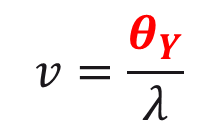 v = θ_Y / λ